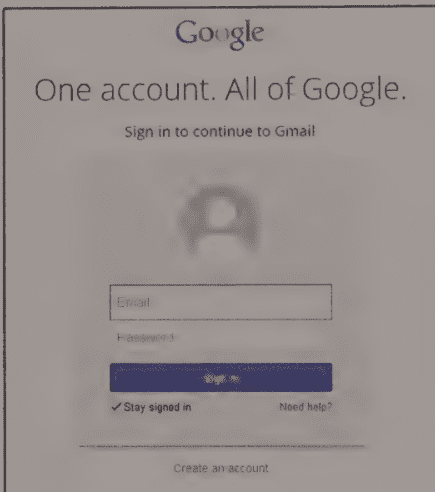 Google
One account. All of Google.
Sign in to continue to Gmail
Email
Password
Sign in
Stay signed in
Need help?
Create an account